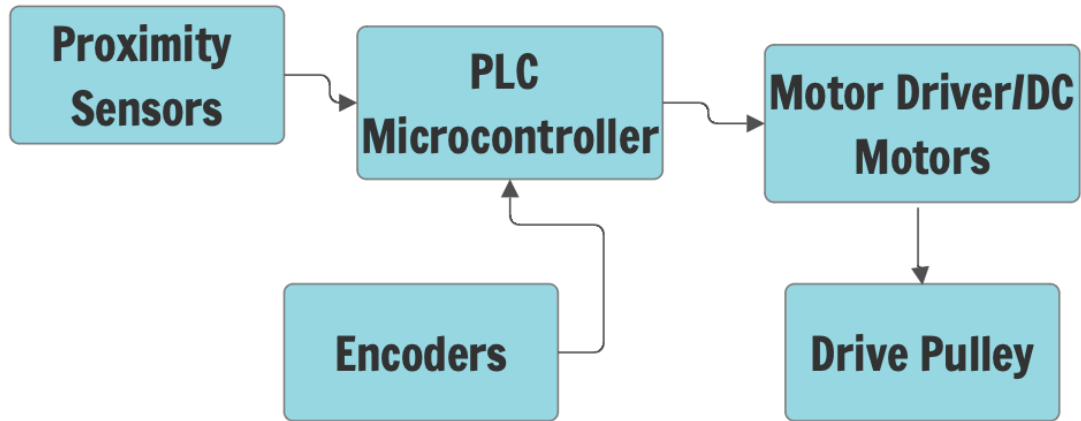 Proximity
Sensors
PLC
Microcontroller
Motor Driver/DC
Motors
Encoders
Drive Pulley